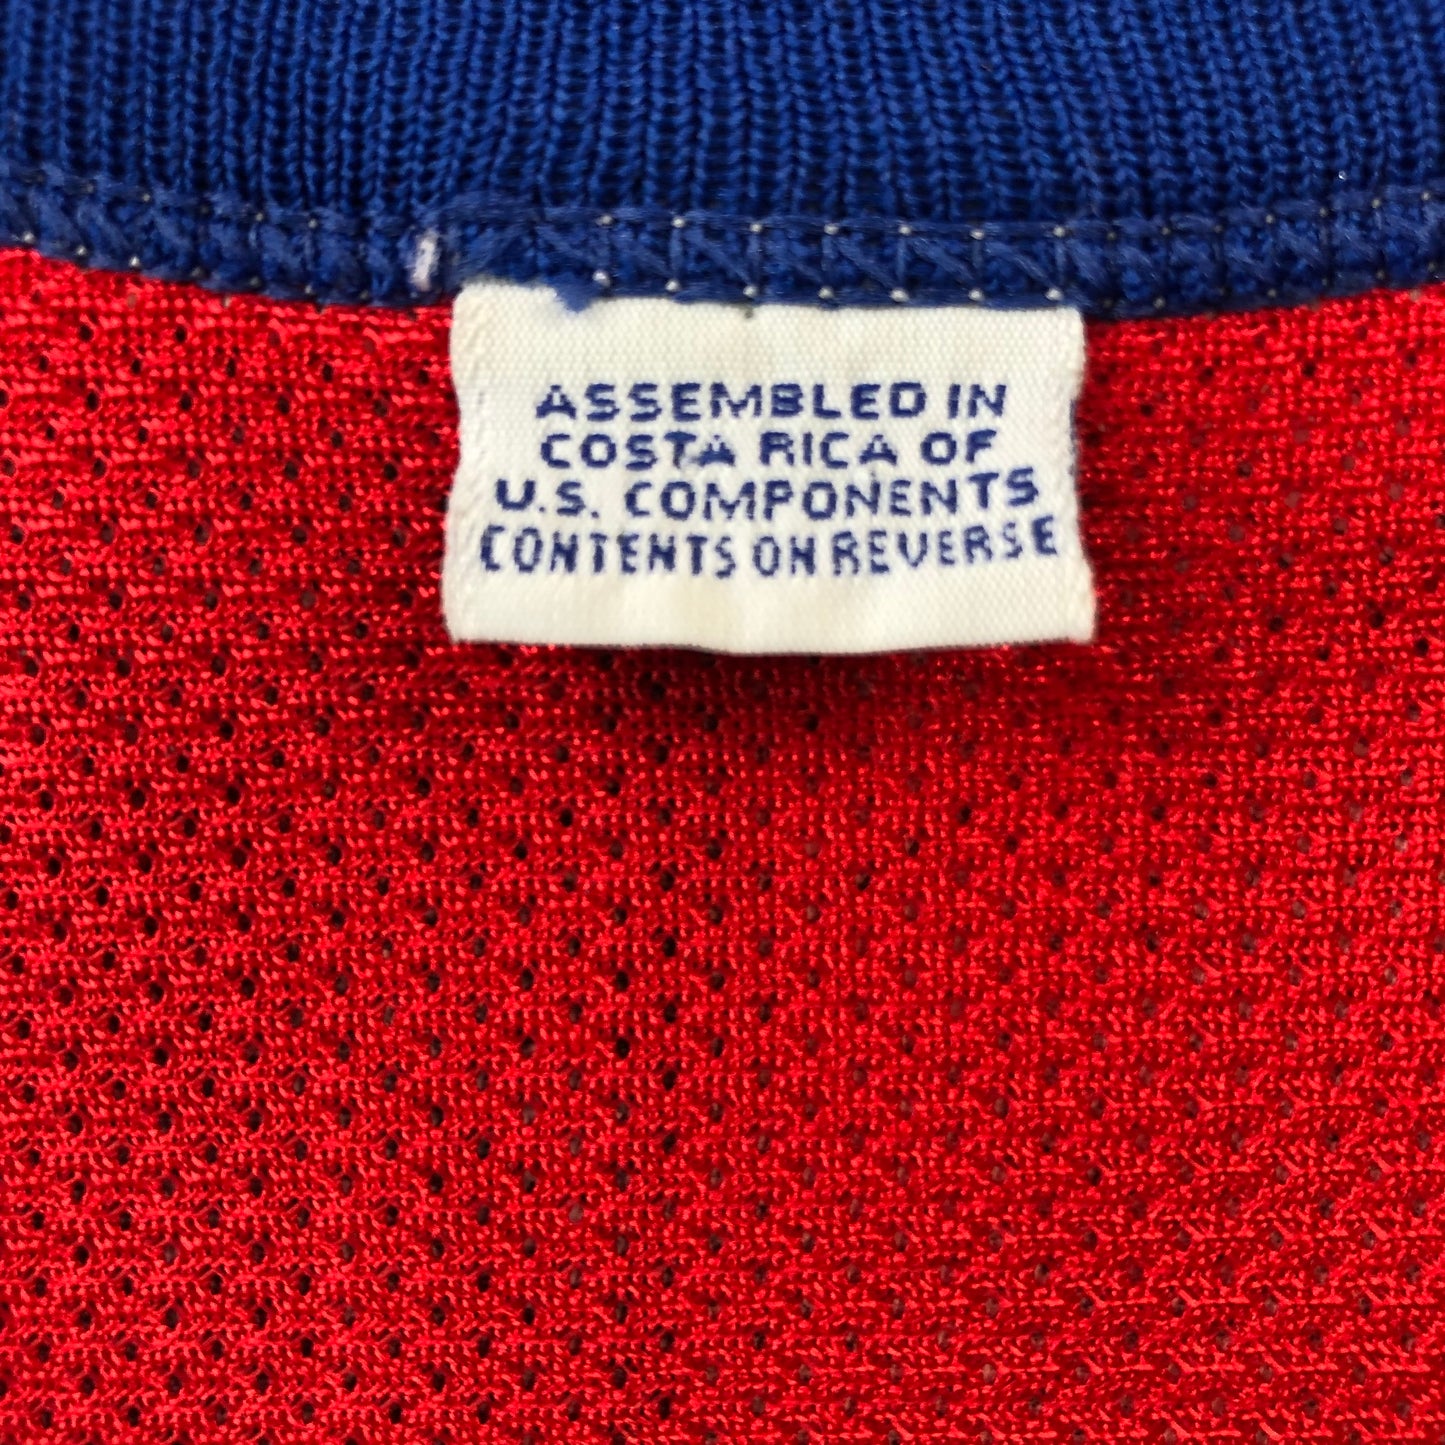 ASSEMBLED IN
COSTA RICA OF
U.S. COMPONENTS
CONTENTS ON REVERSE